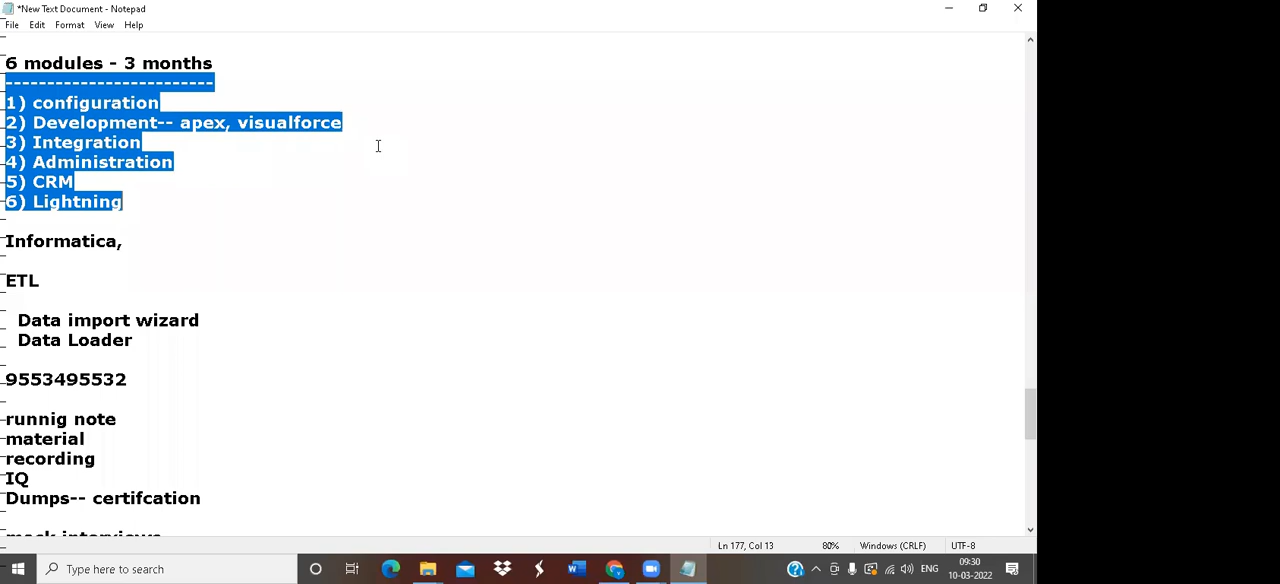 *New Text Document - Notepad
File Edit Format View Help
6 modules - 3 months
--------------------------
1) configuration
2) Development-- apex, visualforce
3) Integration
4) Administration
5) CRM
6) Lightning
Informatica,
ETL
Data import wizard
Data Loader
9553495532
runnig note
material
recording
IQ
Dumps-- certifcation
mock interviews
Ln 177, Col 13 80% Windows (CRLF) UTF-8
Type here to search
ENG
09:30
10-03-2022